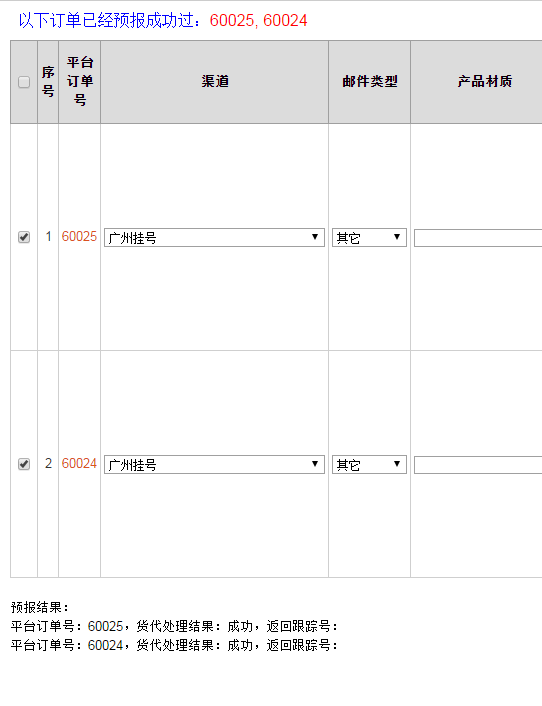 以下订单已经预报成功过：60025, 60024
序号 平台订单号 渠道 邮件类型 产品材质
1 60025 广州挂号 其它
2 60024 广州挂号 其它
预报结果：
平台订单号：60025，货代处理结果：成功，返回跟踪号：
平台订单号：60024，货代处理结果：成功，返回跟踪号：